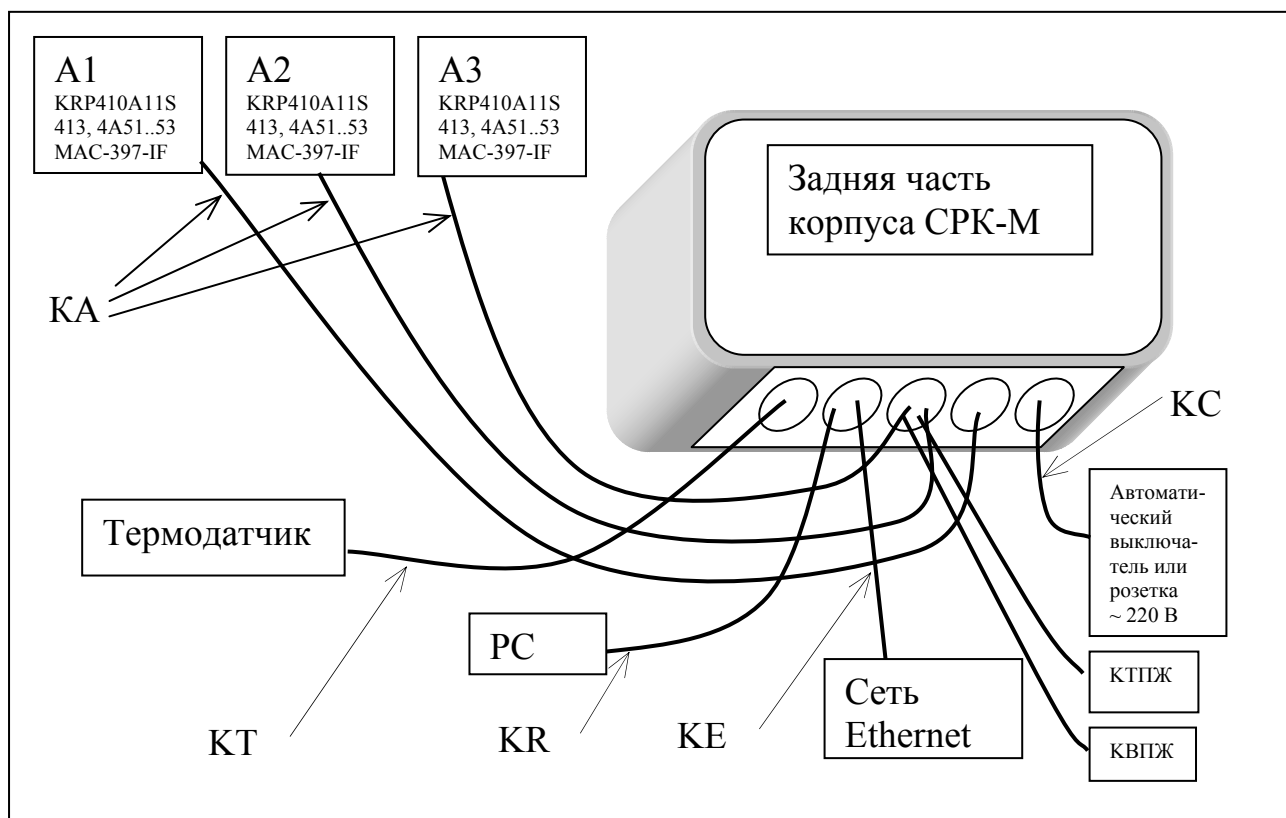 A1
KRP410A11S
413, 4A51..53
MAC-397-IF
A2
KRP410A11S
413, 4A51..53
MAC-397-IF
A3
KRP410A11S
413, 4A51..53
MAC-397-IF
Задняя часть
корпуса СРК-М
КА
КС
Термодатчик
Автомати-
ческий
выключа-
тель или
розетка
~ 220 В
PC
Сеть
Ethernet
КТПЖ
КВПЖ
KT
KR
KE